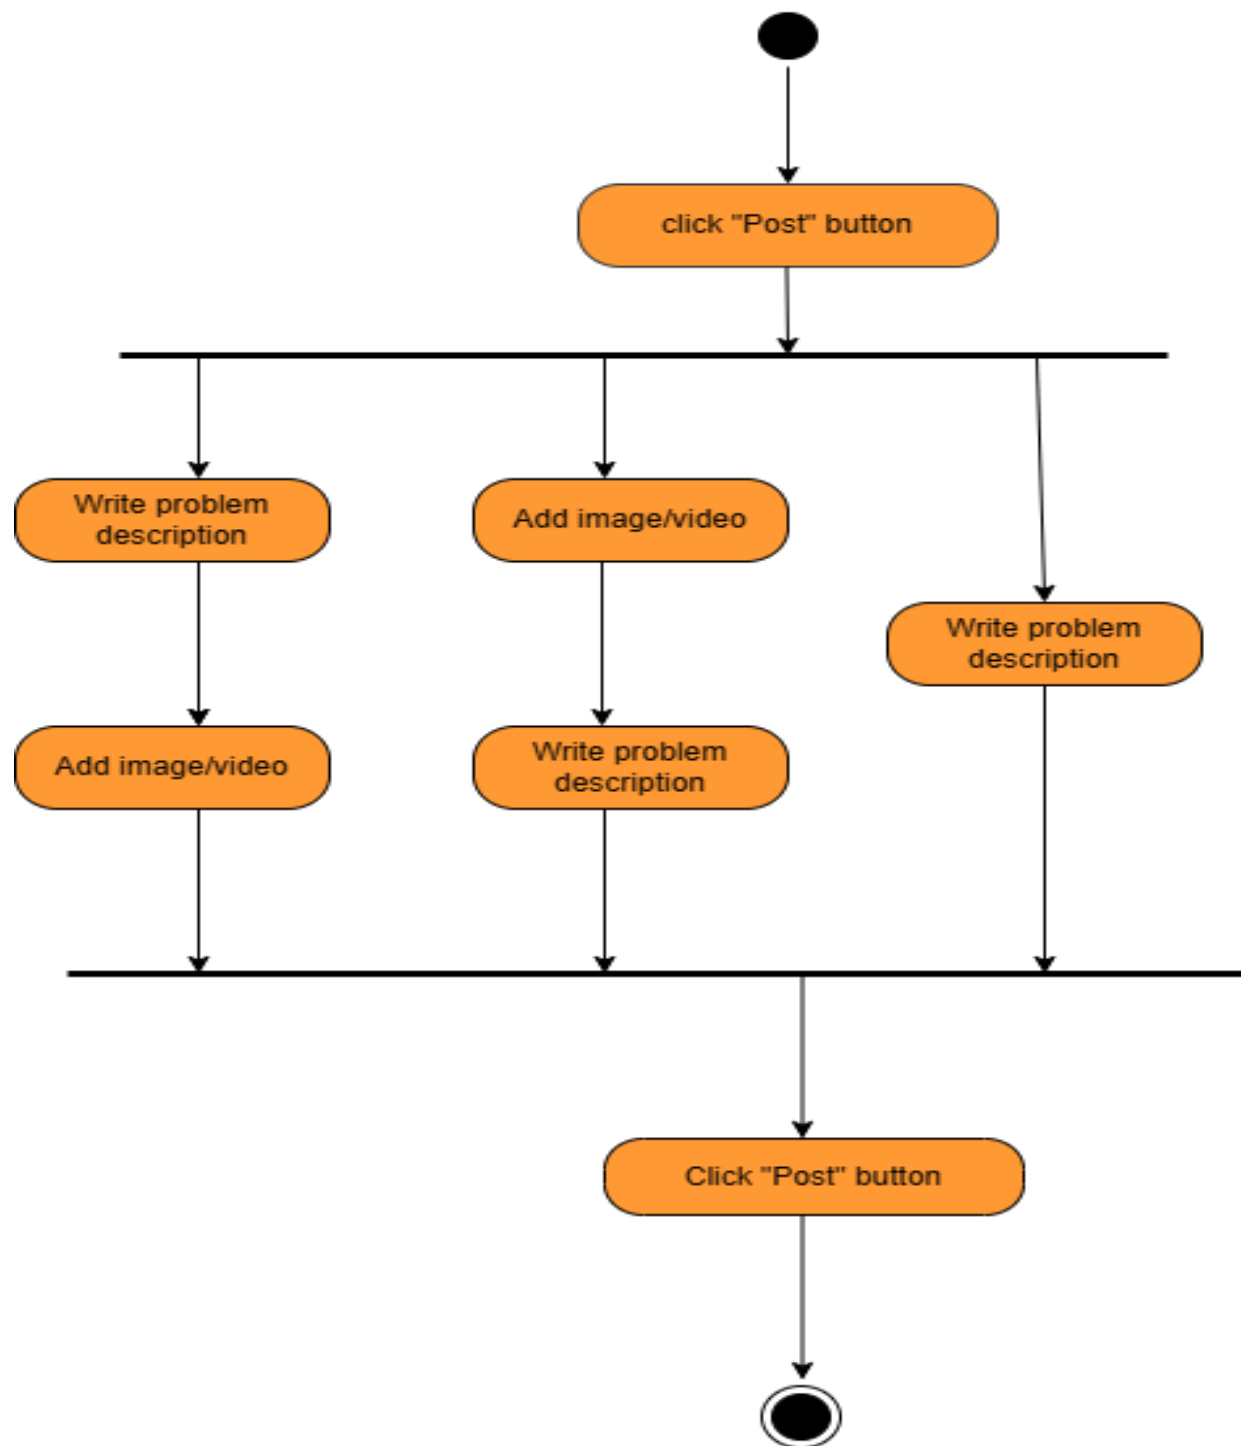 click "Post" button
Write problem
description
Add image/video
Write problem
description
Add image/video
Write problem
description
Click "Post" button